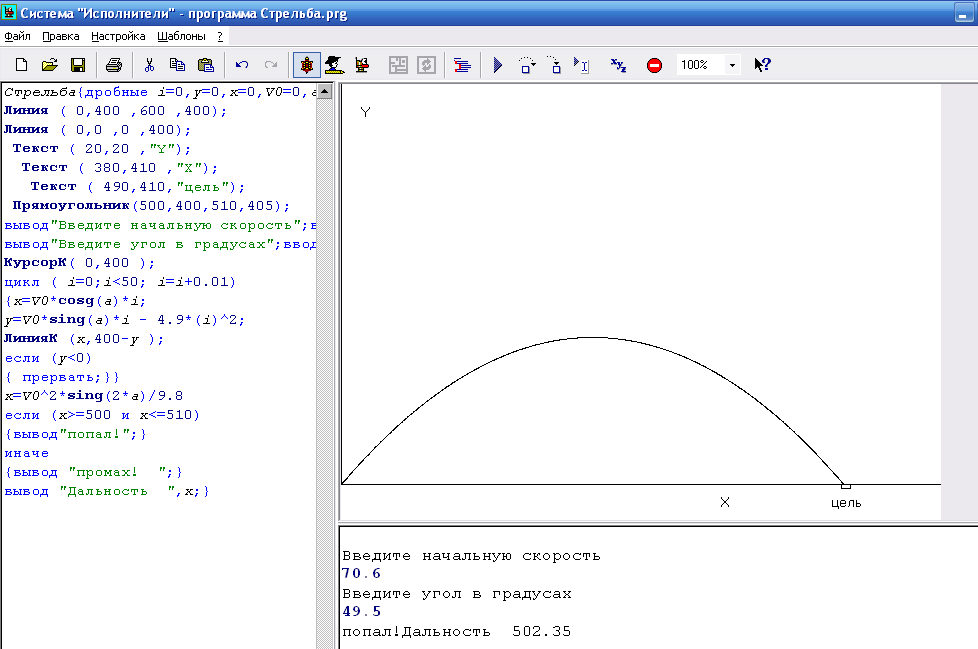 Система "Исполнители" - программа Стрельба.prg
Файл Правка Настройка Шаблоны ?
100%
Стрельба{дробные i=0,y=0,x=0,V0=0,
Линия ( 0,400 ,600 ,400);
Линия ( 0,0 ,0 ,400);
Текст ( 20,20 ,"Y");
Текст ( 380,410 ,"X");
Текст ( 490,410,"цель");
Прямоугольник(500,400,510,405);
вывод"Введите начальную скорость";
вывод"Введите угол в градусах";ввод
КурсорК( 0,400 );
цикл ( i=0;i<50; i=i+0.01)
{x=V0*cosg(a)*i;
y=V0*sing(a)*i - 4.9*(i)^2;
ЛинияК (x,400-y );
если (y<0)
{ прервать;}}
x=V0^2*sing(2*a)/9.8
если (x>=500 и x<=510)
{вывод"попал!";}
иначе
{вывод "промах!  ";}
вывод "Дальность  ",x;}
Y
X
цель
Введите начальную скорость
70.6
Введите угол в градусах
49.5
попал!Дальность  502.35